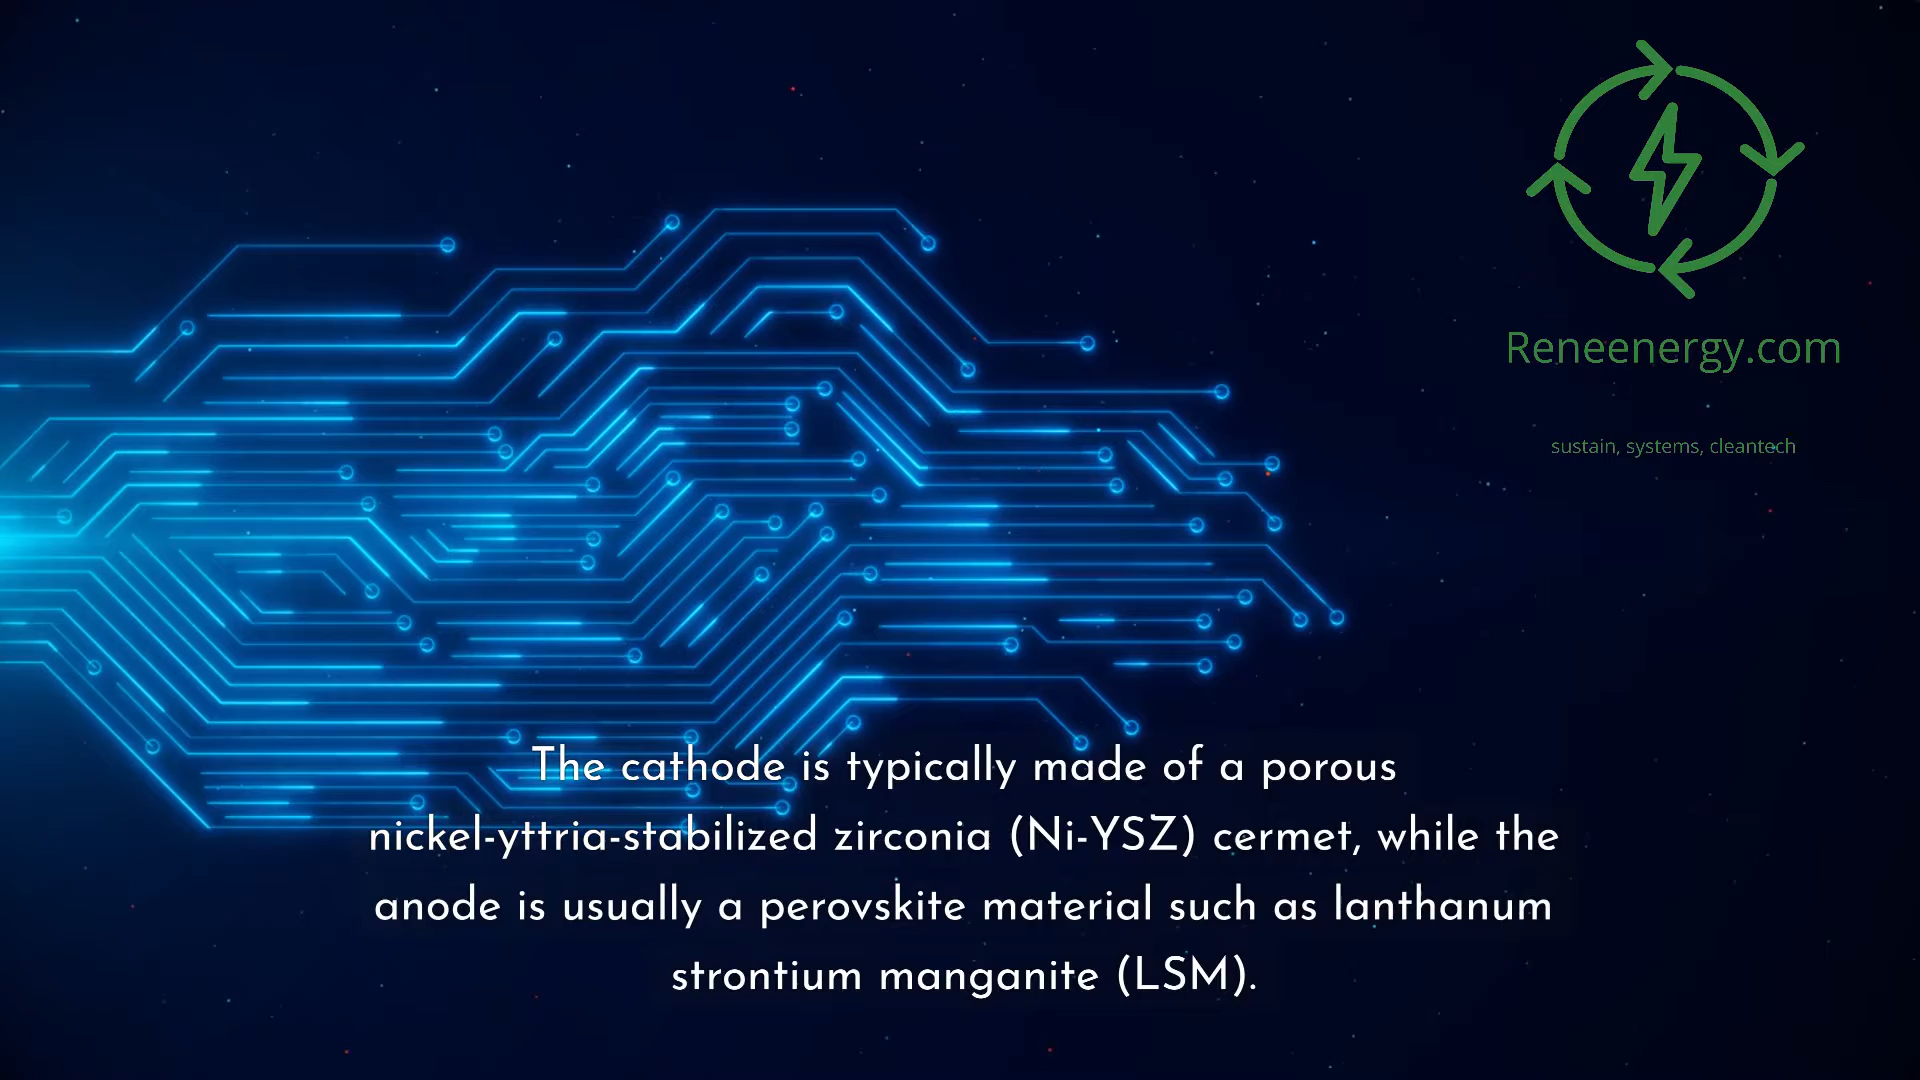 Reneenergy.com
sustain, systems, cleantech
The cathode is typically made of a porous
nickel-yttria-stabilized zirconia (Ni-YSZ) cermet, while the
anode is usually a perovskite material such as lanthanum
strontium manganite (LSM).